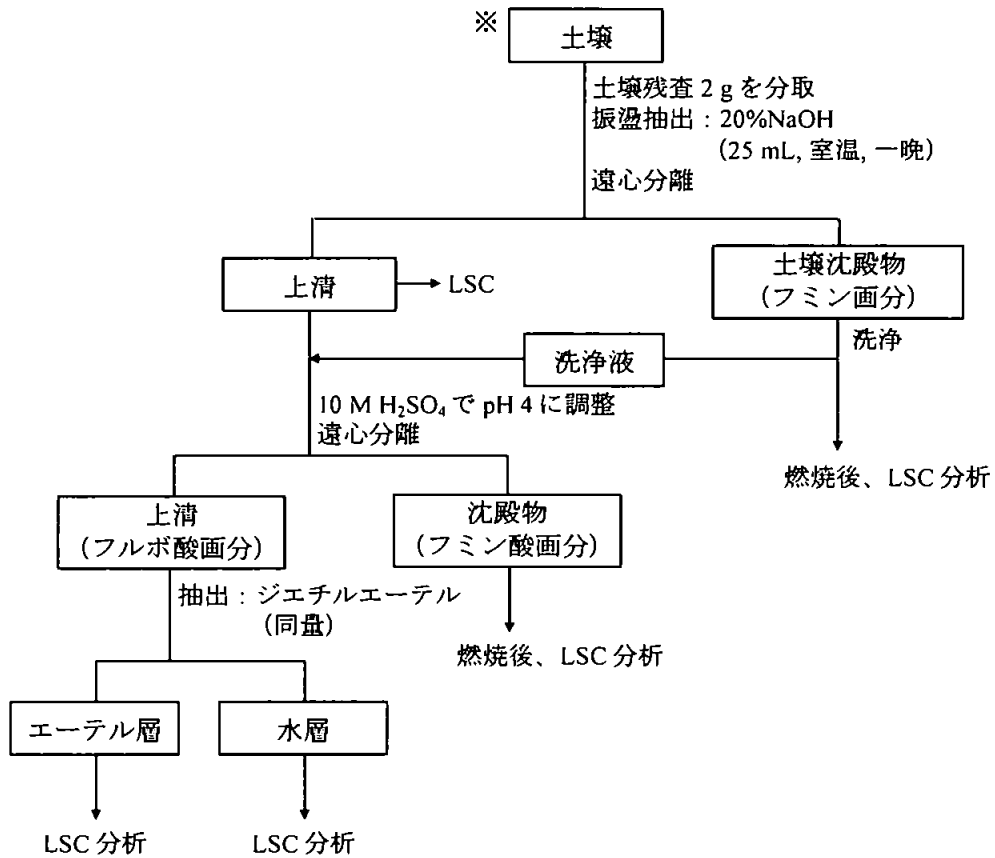 ※
土壌
土壌残査 2 g を分取
振盪抽出：20%NaOH
（25 mL, 室温, 一晩）
遠心分離
上清
LSC
土壌沈殿物
（フミン画分）
洗浄
洗浄液
10 M H₂SO₄ で pH 4 に調整
遠心分離
燃焼後、LSC 分析
上清
（フルボ酸画分）
沈殿物
（フミン酸画分）
抽出：ジエチルエーテル
（同量）
燃焼後、LSC 分析
エーテル層
水層
LSC 分析
LSC 分析